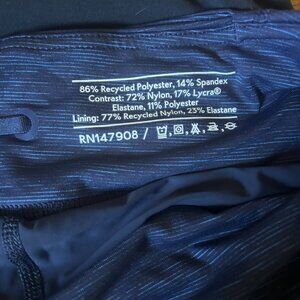 86% Recycled Polyester, 14% Spandex
Contrast: 72% Nylon, 17% Lycra®
Elastane, 11% Polyester
Lining: 77% Recycled Nylon, 23% Elastane
RN147908 /